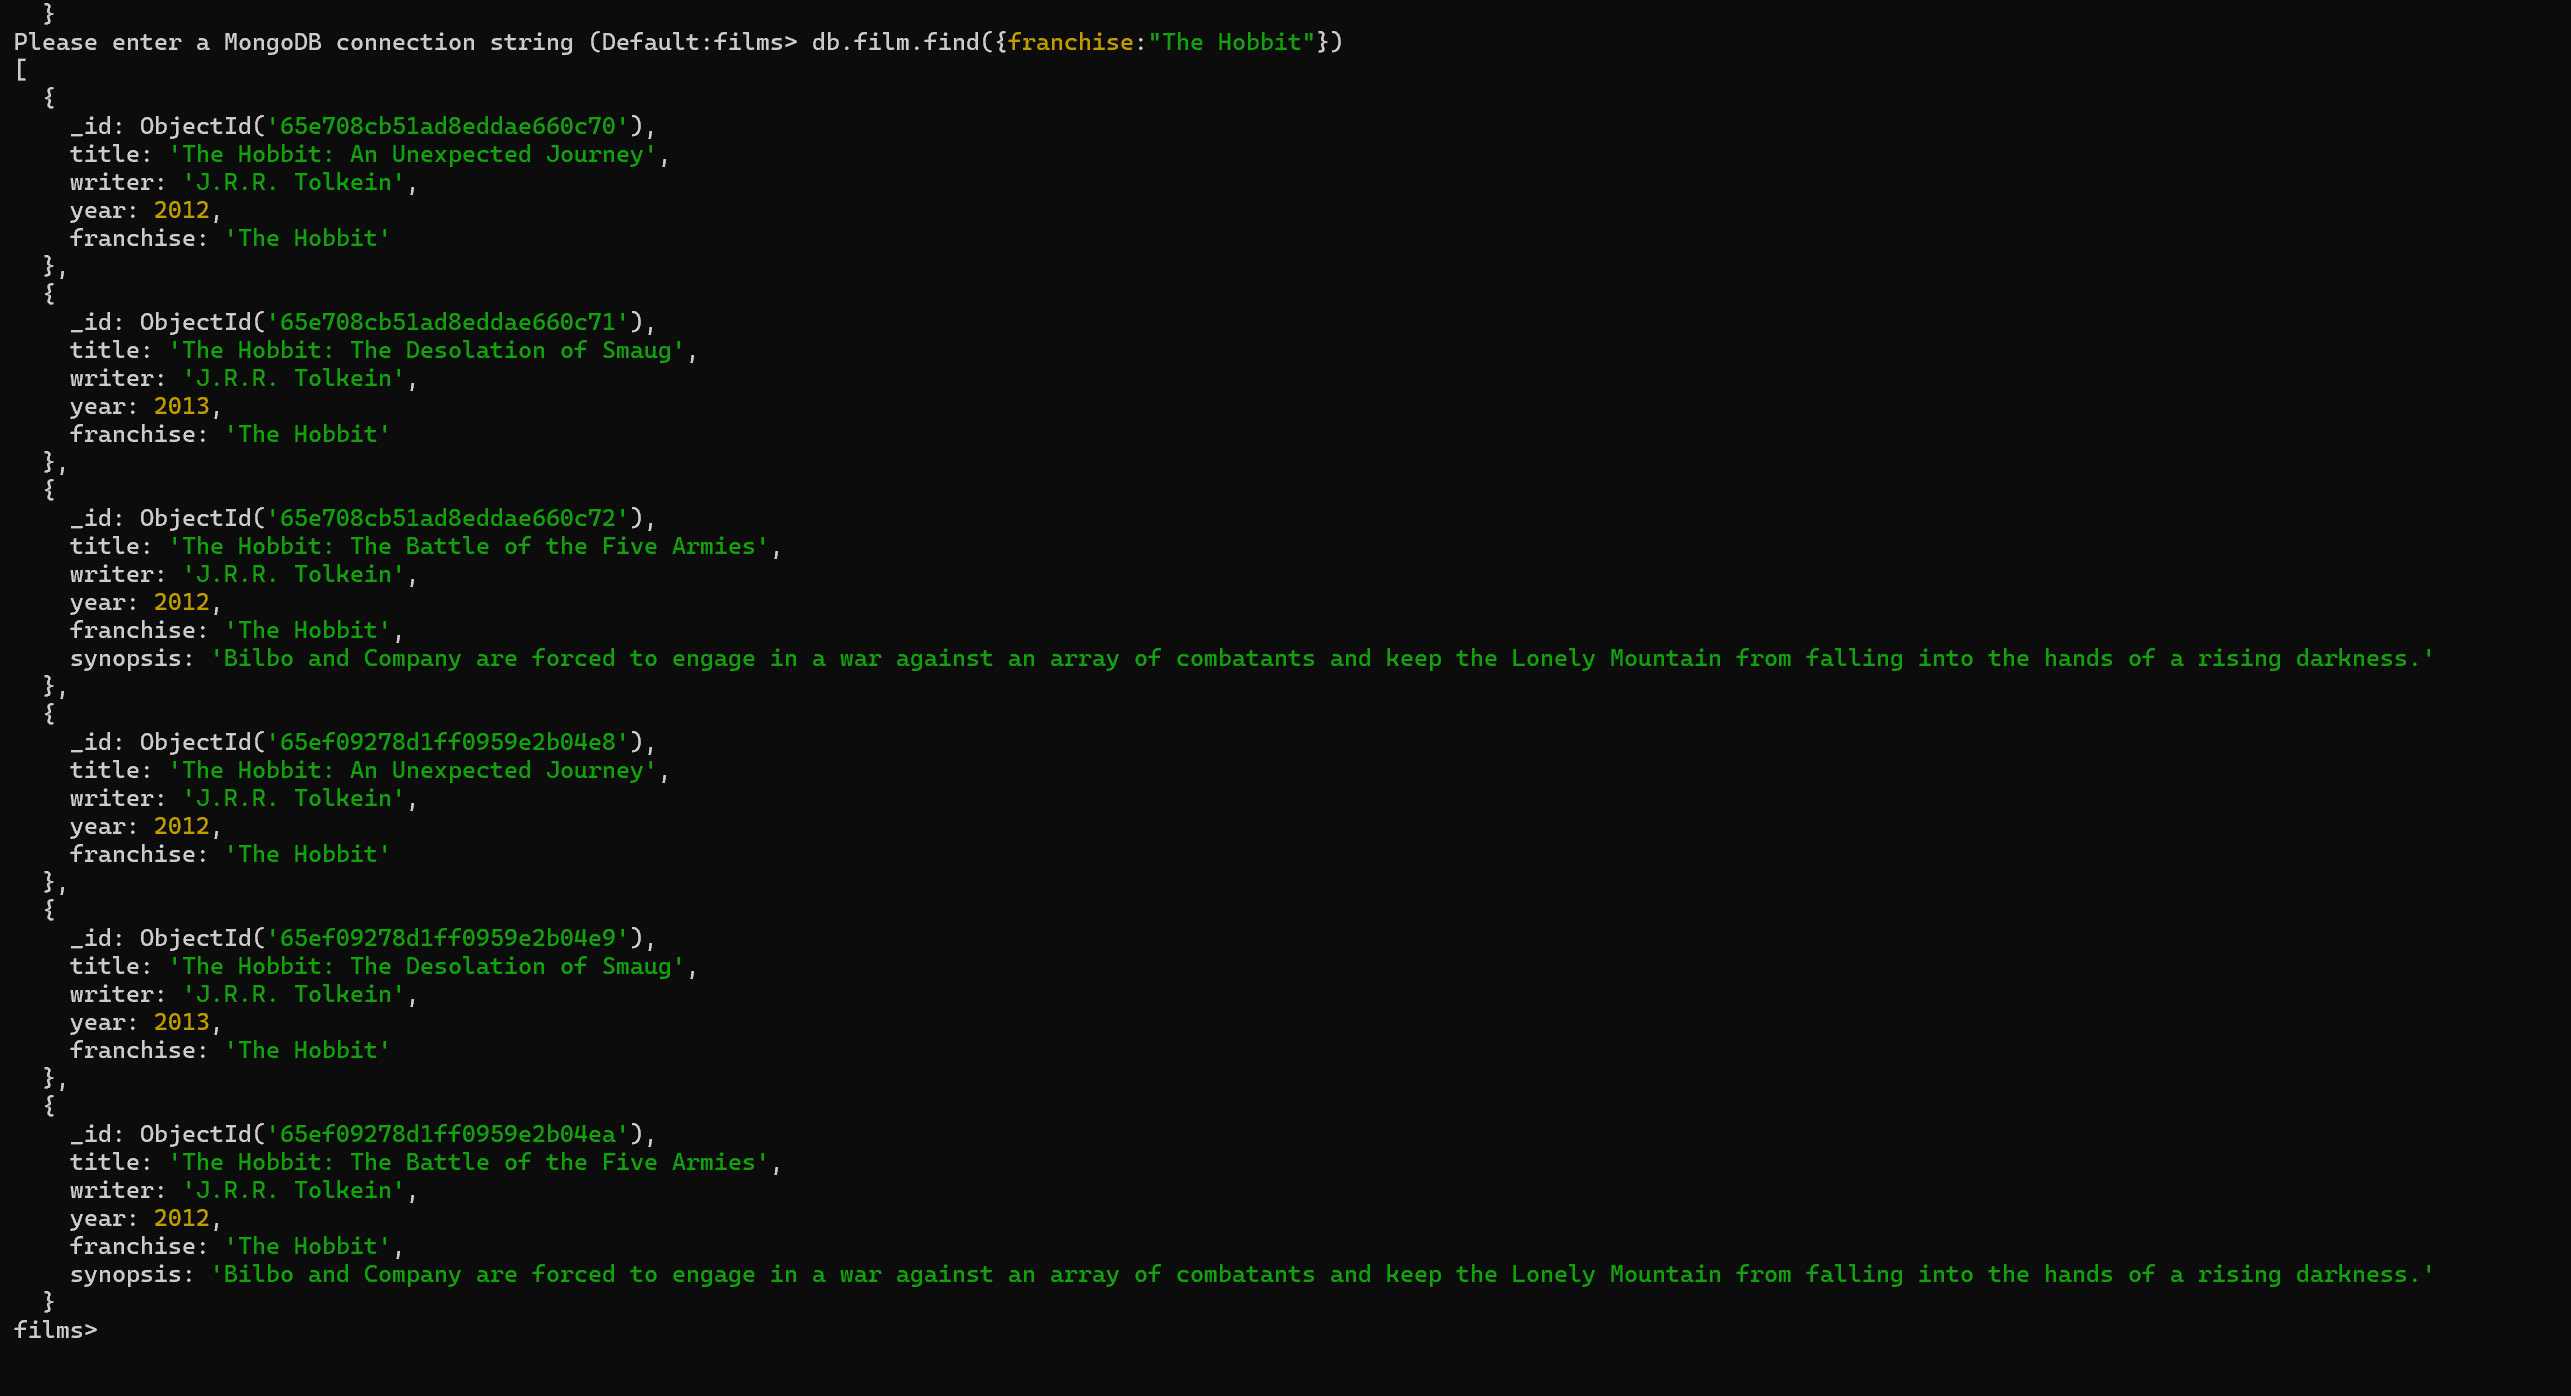 }
Please enter a MongoDB connection string (Default:films> db.film.find({franchise:"The Hobbit"})
[
  {
    _id: ObjectId('65e708cb51ad8eddae660c70'),
    title: 'The Hobbit: An Unexpected Journey',
    writer: 'J.R.R. Tolkein',
    year: 2012,
    franchise: 'The Hobbit'
  },
  {
    _id: ObjectId('65e708cb51ad8eddae660c71'),
    title: 'The Hobbit: The Desolation of Smaug',
    writer: 'J.R.R. Tolkein',
    year: 2013,
    franchise: 'The Hobbit'
  },
  {
    _id: ObjectId('65e708cb51ad8eddae660c72'),
    title: 'The Hobbit: The Battle of the Five Armies',
    writer: 'J.R.R. Tolkein',
    year: 2012,
    franchise: 'The Hobbit',
    synopsis: 'Bilbo and Company are forced to engage in a war against an array of combatants and keep the Lonely Mountain from falling into the hands of a rising darkness.'
  },
  {
    _id: ObjectId('65ef09278d1ff0959e2b04e8'),
    title: 'The Hobbit: An Unexpected Journey',
    writer: 'J.R.R. Tolkein',
    year: 2012,
    franchise: 'The Hobbit'
  },
  {
    _id: ObjectId('65ef09278d1ff0959e2b04e9'),
    title: 'The Hobbit: The Desolation of Smaug',
    writer: 'J.R.R. Tolkein',
    year: 2013,
    franchise: 'The Hobbit'
  },
  {
    _id: ObjectId('65ef09278d1ff0959e2b04ea'),
    title: 'The Hobbit: The Battle of the Five Armies',
    writer: 'J.R.R. Tolkein',
    year: 2012,
    franchise: 'The Hobbit',
    synopsis: 'Bilbo and Company are forced to engage in a war against an array of combatants and keep the Lonely Mountain from falling into the hands of a rising darkness.'
  }
films>